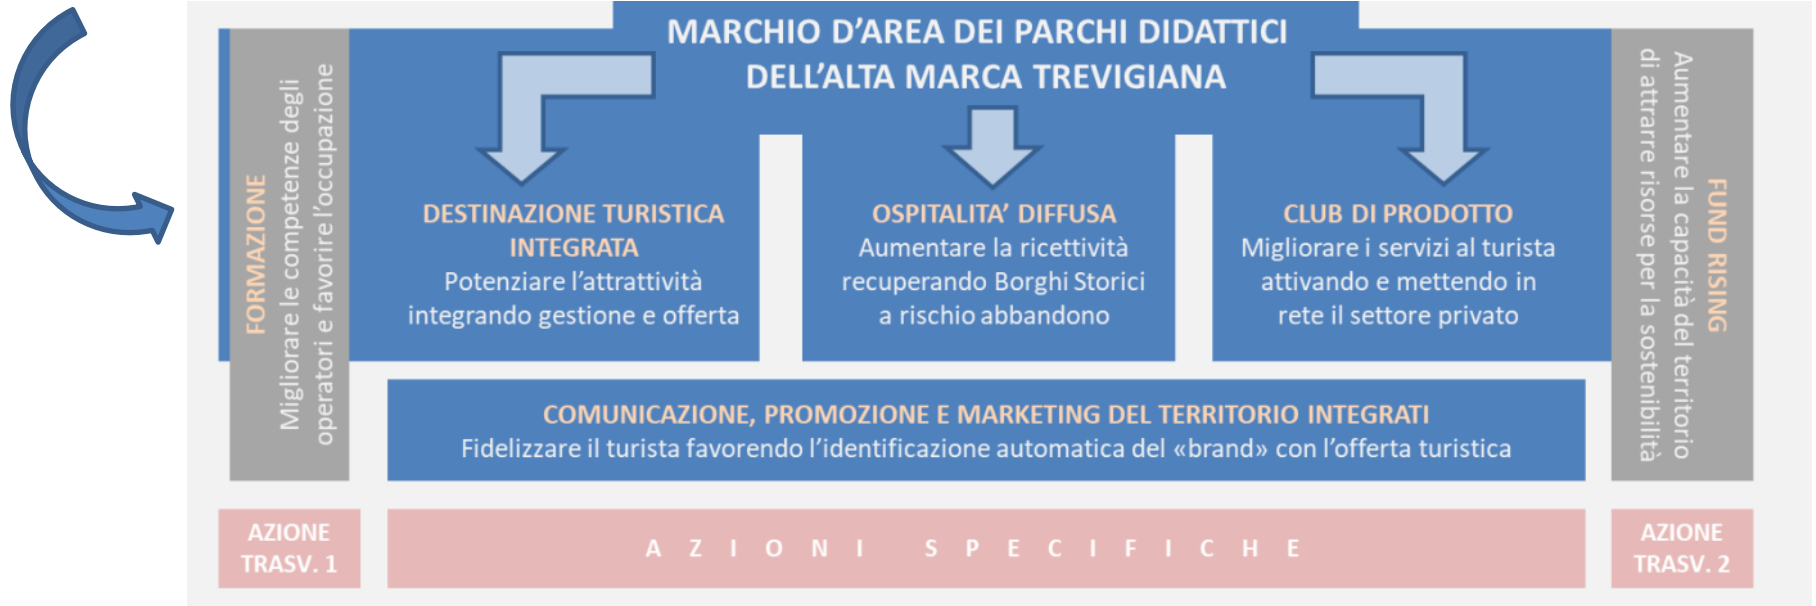 MARCHIO D'AREA DEI PARCHI DIDATTICI
DELL'ALTA MARCA TREVIGIANA
FORMAZIONE
Migliorare le competenze degli
operatori e favorire l'occupazione
DESTINAZIONE TURISTICA
INTEGRATA
Potenziare l'attrattività
integrando gestione e offerta
OSPITALITA' DIFFUSA
Aumentare la ricettività
recuperando Borghi Storici
a rischio abbandono
CLUB DI PRODOTTO
Migliorare i servizi al turista
attivando e mettendo in
rete il settore privato
FUND RISING
Aumentare la capacità del territorio
di attrarre risorse per la sostenibilità
COMUNICAZIONE, PROMOZIONE E MARKETING DEL TERRITORIO INTEGRATI
Fidelizzare il turista favorendo l'identificazione automatica del «brand» con l'offerta turistica
AZIONE
TRASV. 1
AZIONI SPECIFICHE
AZIONE
TRASV. 2